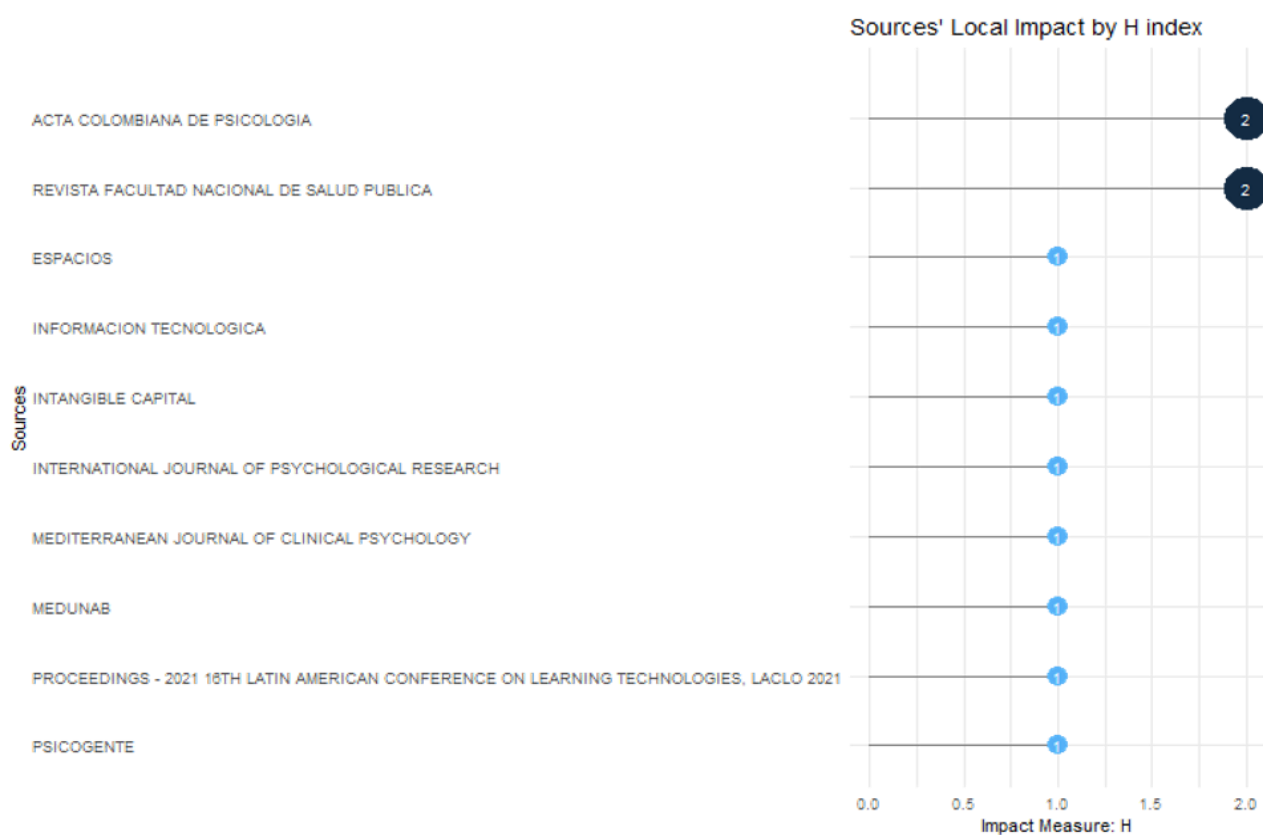 Sources' Local Impact by H index
ACTA COLOMBIANA DE PSICOLOGIA
2
REVISTA FACULTAD NACIONAL DE SALUD PUBLICA
2
ESPACIOS
1
INFORMACION TECNOLOGICA
1
INTANGIBLE CAPITAL
1
Sources
INTERNATIONAL JOURNAL OF PSYCHOLOGICAL RESEARCH
1
MEDITERRANEAN JOURNAL OF CLINICAL PSYCHOLOGY
1
MEDUNAB
1
PROCEEDINGS - 2021 16TH LATIN AMERICAN CONFERENCE ON LEARNING TECHNOLOGIES, LACLO 2021
1
PSICOGENTE
1
0.0 0.5 1.0 1.5 2.0
Impact Measure: H